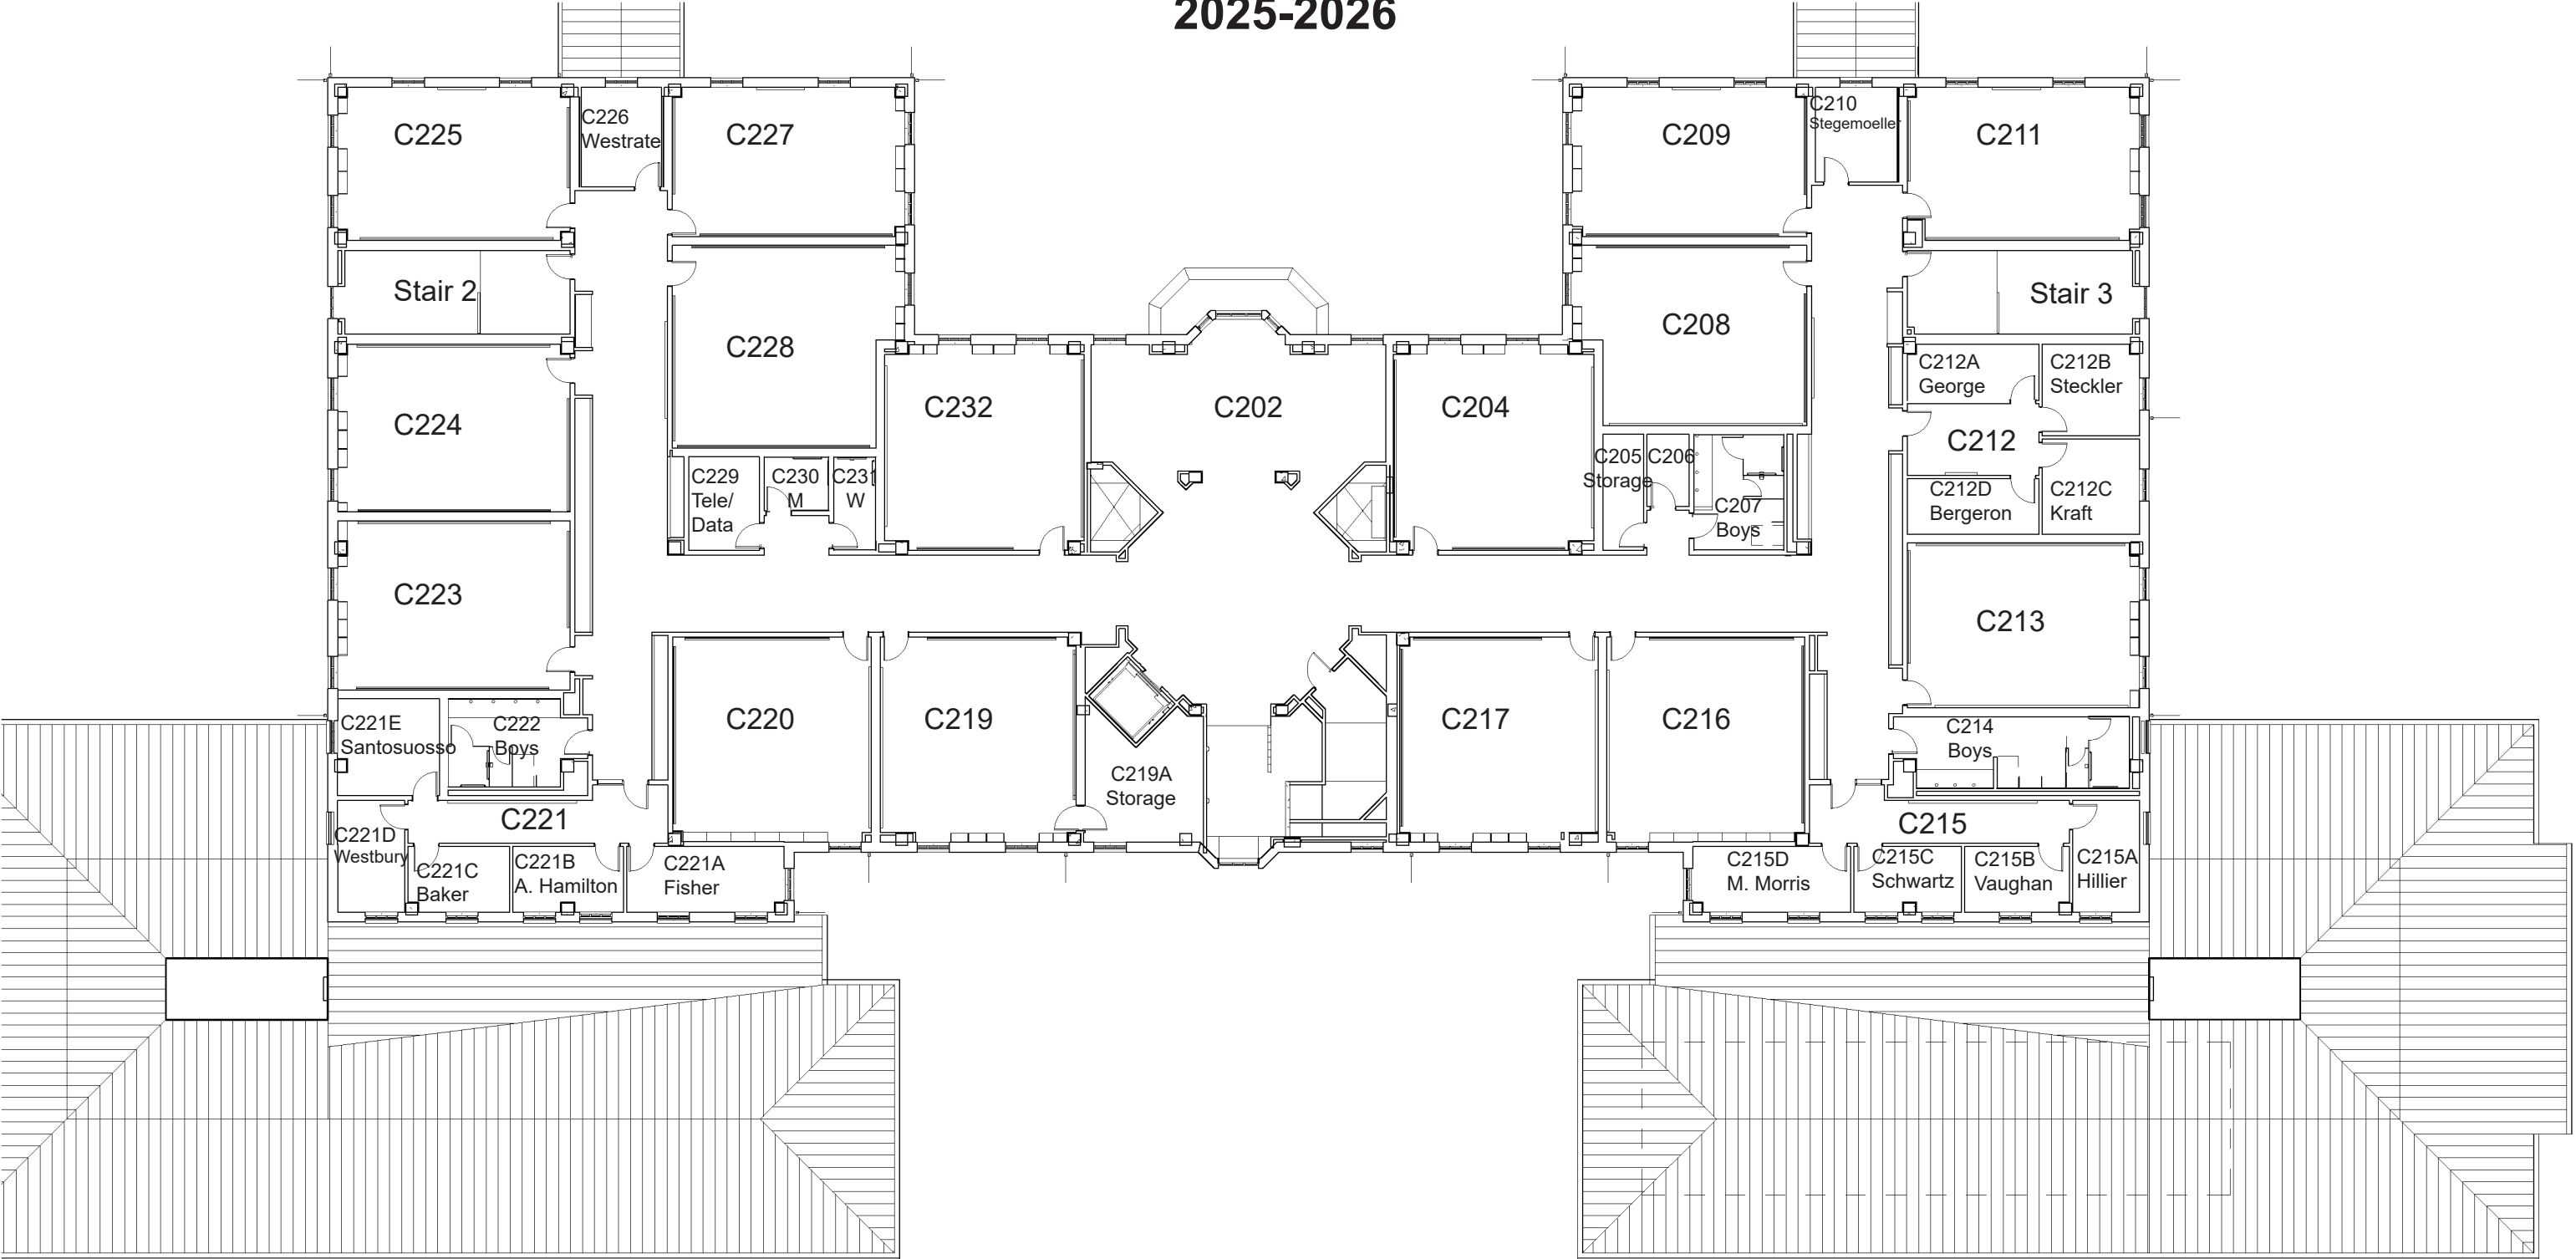 2025-2026
C225
C226
Westrate
C227
C209
C210
Stegemoeller
C211
Stair 2
C228
C208
Stair 3
C224
C232
C202
C204
C212A
George
C212B
Steckler
C212
C212D
Bergeron
C212C
Kraft
C229
Tele/
Data
C230
M
C231
W
C205
Storage
C206
C207
Boys
C223
C213
C221E
Santosuosso
C222
Boys
C220
C219
C219A
Storage
C217
C216
C214
Boys
C221
C221D
Westbury
C221C
Baker
C221B
A. Hamilton
C221A
Fisher
C215
C215D
M. Morris
C215C
Schwartz
C215B
Vaughan
C215A
Hillier